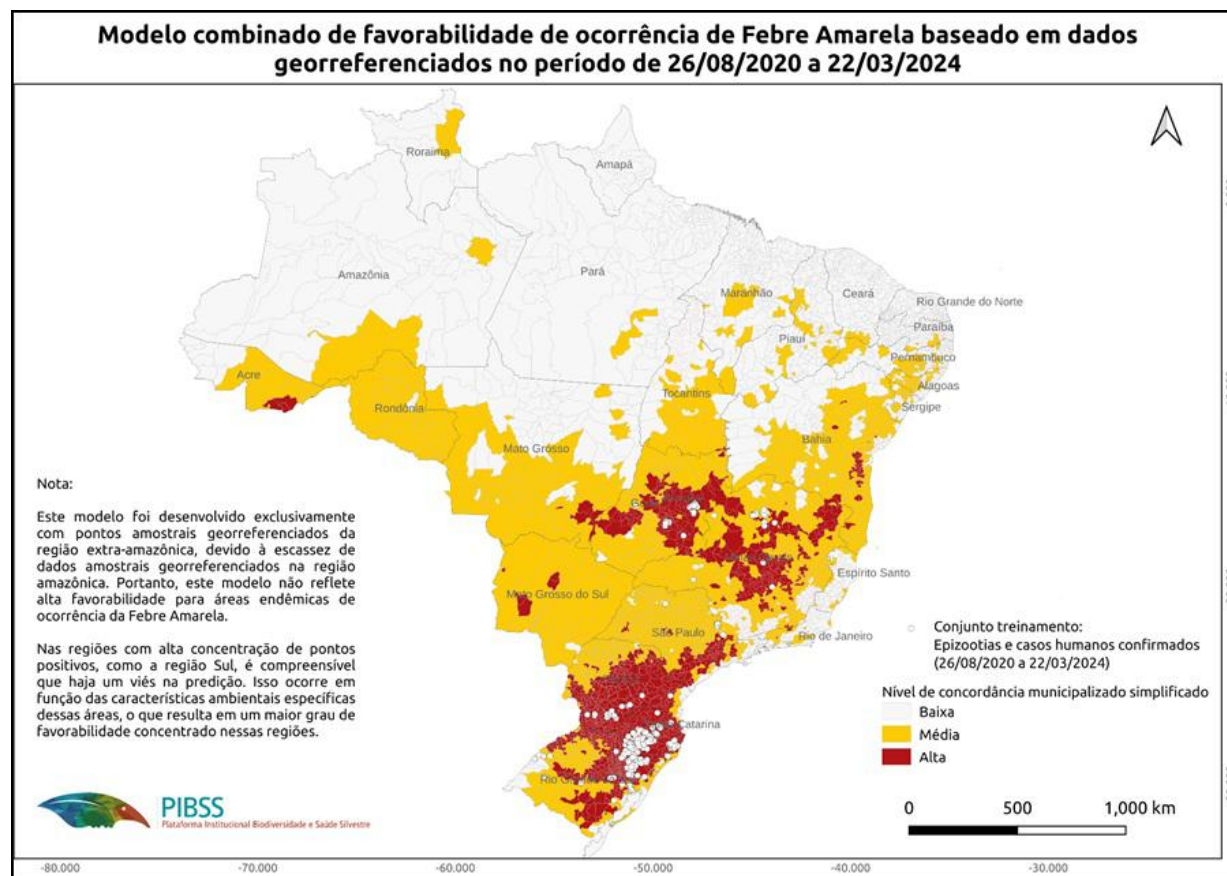 Modelo combinado de favorabilidade de ocorrência de Febre Amarela baseado em dados
georreferenciados no período de 26/08/2020 a 22/03/2024
Roraima
Amapá
Amazônia
Pará
Maranhão
Ceará
Rio Grande do Norte
Paraíba
Piauí
Pernambuco
Acre
Alagoas
Tocantins
Rondônia
Sergipe
Bahia
Mato Grosso
Espírito Santo
Mato Grosso do Sul
São Paulo
Rio de Janeiro
Catarina
Nota:
Este modelo foi desenvolvido exclusivamente
com pontos amostrais georreferenciados da
região extra-amazônica, devido à escassez de
dados amostrais georreferenciados na região
amazônica. Portanto, este modelo não reflete
alta favorabilidade para áreas endêmicas de
ocorrência da Febre Amarela.
Nas regiões com alta concentração de pontos
positivos, como a região Sul, é compreensível
que haja um viés na predição. Isso ocorre em
função das características ambientais específicas
dessas áreas, o que resulta em um maior grau de
favorabilidade concentrado nessas regiões.
Conjunto treinamento:
Epizootias e casos humanos confirmados
(26/08/2020 a 22/03/2024)
Nível de concordância municipalizado simplificado
Baixa
Média
Alta
PIBSS
Plataforma Institucional Biodiversidade e Saúde Silvestre
0 500 1,000 km
-80.000 -70.000 -60.000 -50.000 -40.000 -30.000